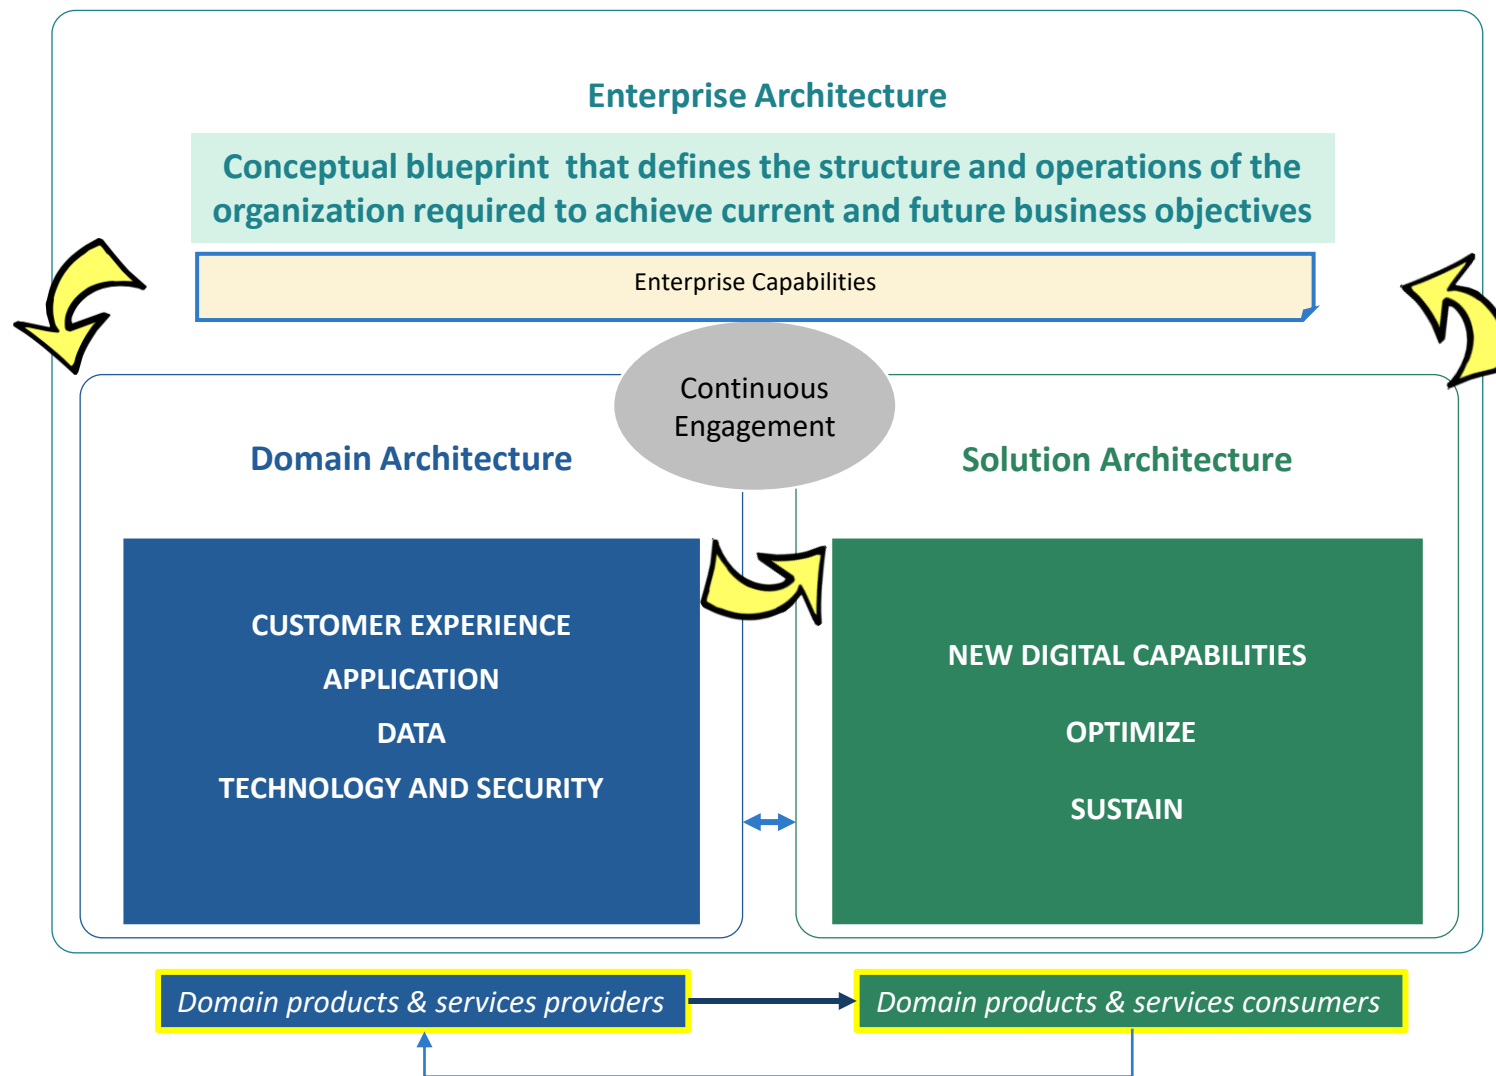 Enterprise Architecture
Conceptual blueprint that defines the structure and operations of the
organization required to achieve current and future business objectives
Enterprise Capabilities
Continuous
Engagement
Domain Architecture
Solution Architecture
CUSTOMER EXPERIENCE
APPLICATION
DATA
TECHNOLOGY AND SECURITY
NEW DIGITAL CAPABILITIES
OPTIMIZE
SUSTAIN
Domain products & services providers
Domain products & services consumers